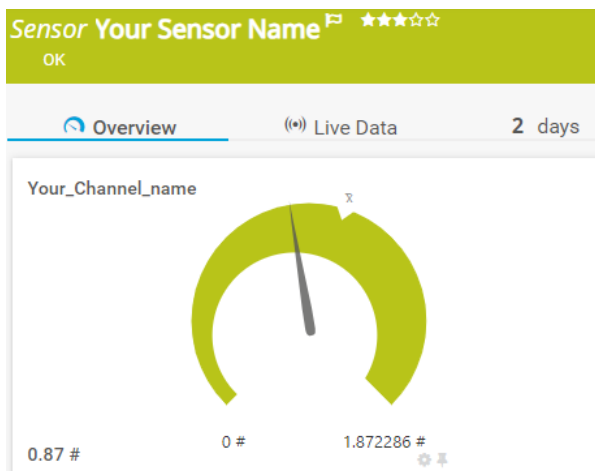 Sensor Your Sensor Name
OK
Overview Live Data 2 days
Your_Channel_name
x̄
0 # 1.872286 #
0.87 #